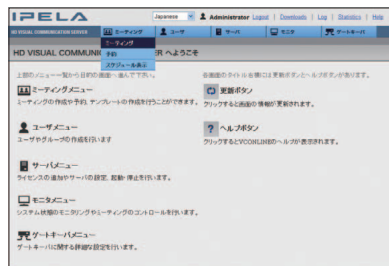 IPELA
Japanese Administrator Logout | Downloads | Log | Statistics | Help
HD VISUAL COMMUNICATION SERVER ミーティング ユーザ サーバ モニタ ゲートキーパ
ミーティング
予約
スケジュール表示
HD VISUAL COMMUNIC ER へようこそ
上部のメニュー一覧から目的の画面へ進んで下さい。
各画面のタイトル右側には更新ボタンとヘルプボタンがあります。
ミーティングメニュー
ミーティングの作成や予約, テンプレートの作成を行うことができます。
更新ボタン
クリックすると画面の情報が更新されます。
ユーザメニュー
ユーザやグループの作成を行います
ヘルプボタン
クリックするとVCONLINEのヘルプが表示されます。
サーバメニュー
ライセンスの追加やサーバの設定, 起動・停止を行います。
モニタメニュー
システム状態のモニタリングやミーティングのコントロールを行います。
ゲートキーパメニュー
ゲートキーパに関する詳細な設定を行います。